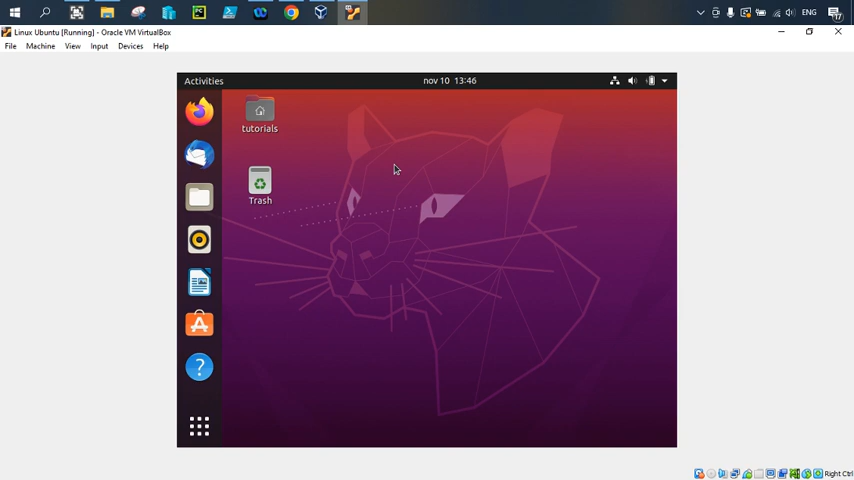 ENG
17
Linux Ubuntu [Running] - Oracle VM VirtualBox
File Machine View Input Devices Help
Activities
nov 10 13:46
tutorials
Trash
Right Ctrl